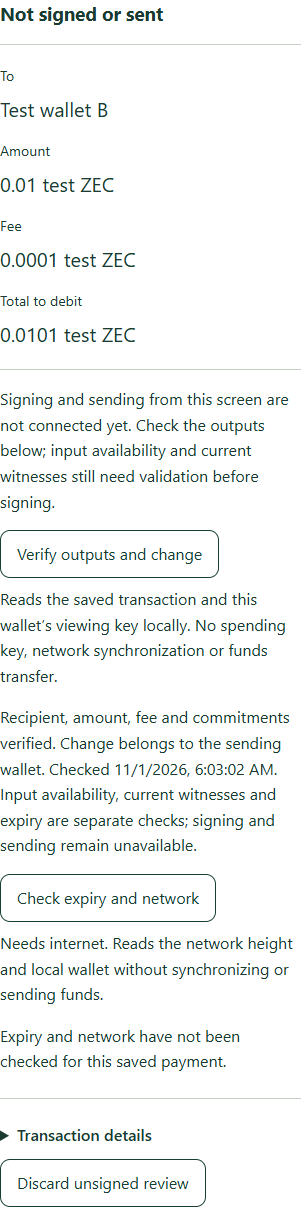 Not signed or sent
To
Test wallet B
Amount
0.01 test ZEC
Fee
0.0001 test ZEC
Total to debit
0.0101 test ZEC
Signing and sending from this screen are
not connected yet. Check the outputs
below; input availability and current
witnesses still need validation before
signing.
Verify outputs and change
Reads the saved transaction and this
wallet’s viewing key locally. No spending
key, network synchronization or funds
transfer.
Recipient, amount, fee and commitments
verified. Change belongs to the sending
wallet. Checked 11/1/2026, 6:03:02 AM.
Input availability, current witnesses and
expiry are separate checks; signing and
sending remain unavailable.
Check expiry and network
Needs internet. Reads the network height
and local wallet without synchronizing or
sending funds.
Expiry and network have not been
checked for this saved payment.
Transaction details
Discard unsigned review